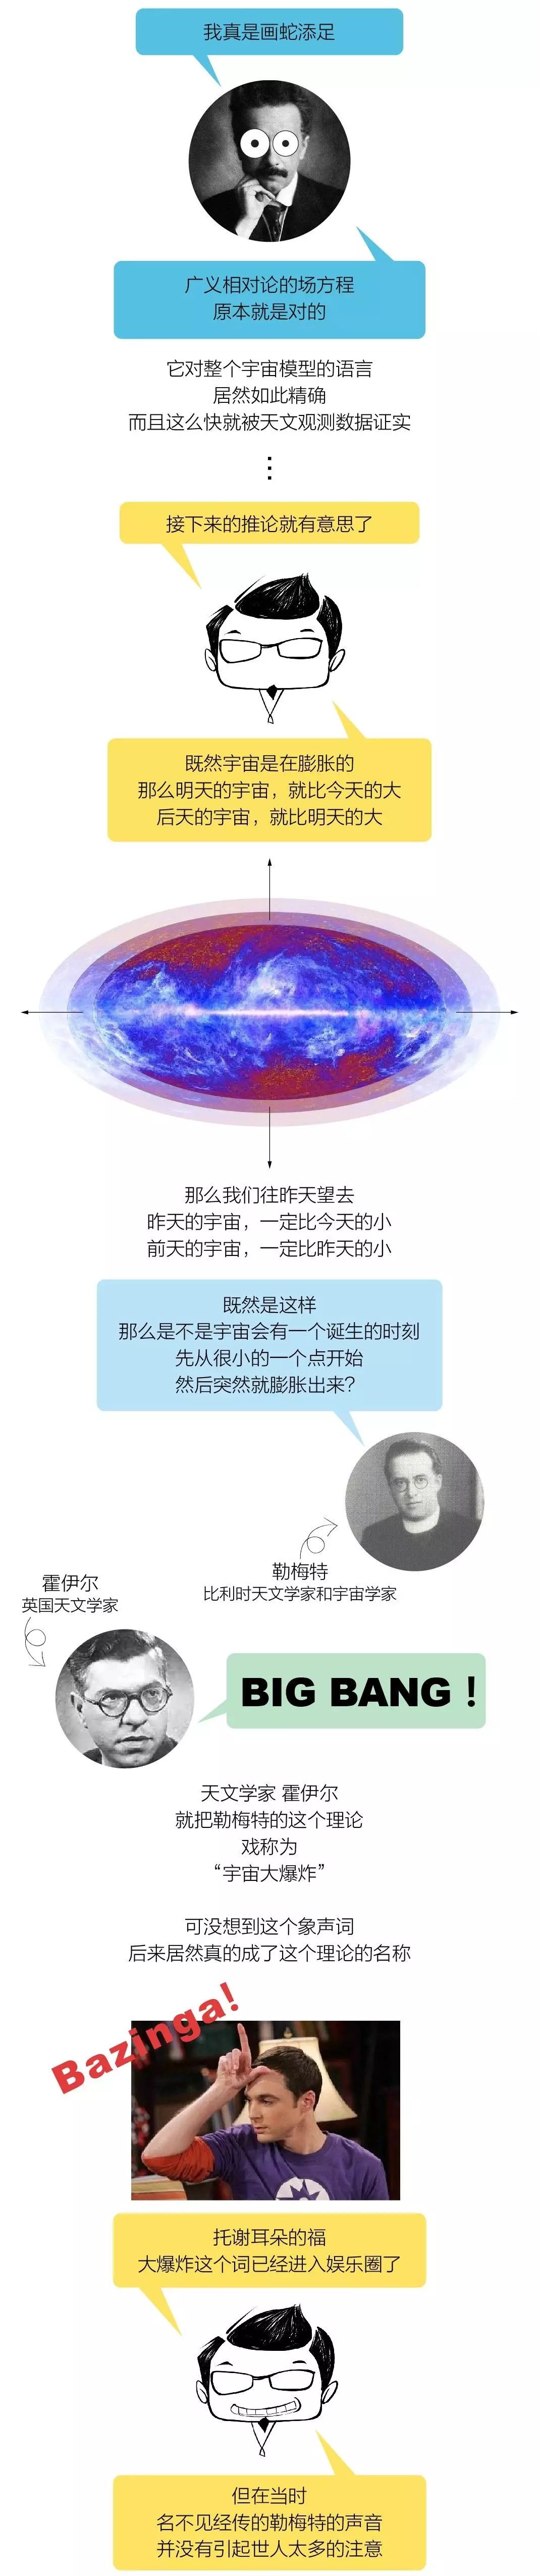 我真是画蛇添足
广义相对论的场方程
原本就是对的
它对整个宇宙模型的语言
居然如此精确
而且这么快就被天文观测数据证实
⋮
接下来的推论就有意思了
既然宇宙是在膨胀的
那么明天的宇宙，就比今天的大
后天的宇宙，就比明天的大
那么我们往昨天望去
昨天的宇宙，一定比今天的小
前天的宇宙，一定比昨天的小
既然是这样
那么是不是宇宙会有一个诞生的时刻
先从很小的一个点开始
然后突然就膨胀出来？
勒梅特
比利时天文学家和宇宙学家
霍伊尔
英国天文学家
BIG BANG！
天文学家 霍伊尔
就把勒梅特的这个理论
戏称为
“宇宙大爆炸”
可没想到这个象声词
后来居然真的成了这个理论的名称
Bazinga!
托谢耳朵的福
大爆炸这个词已经进入娱乐圈了
但在当时
名不见经传的勒梅特的声音
并没有引起世人太多的注意